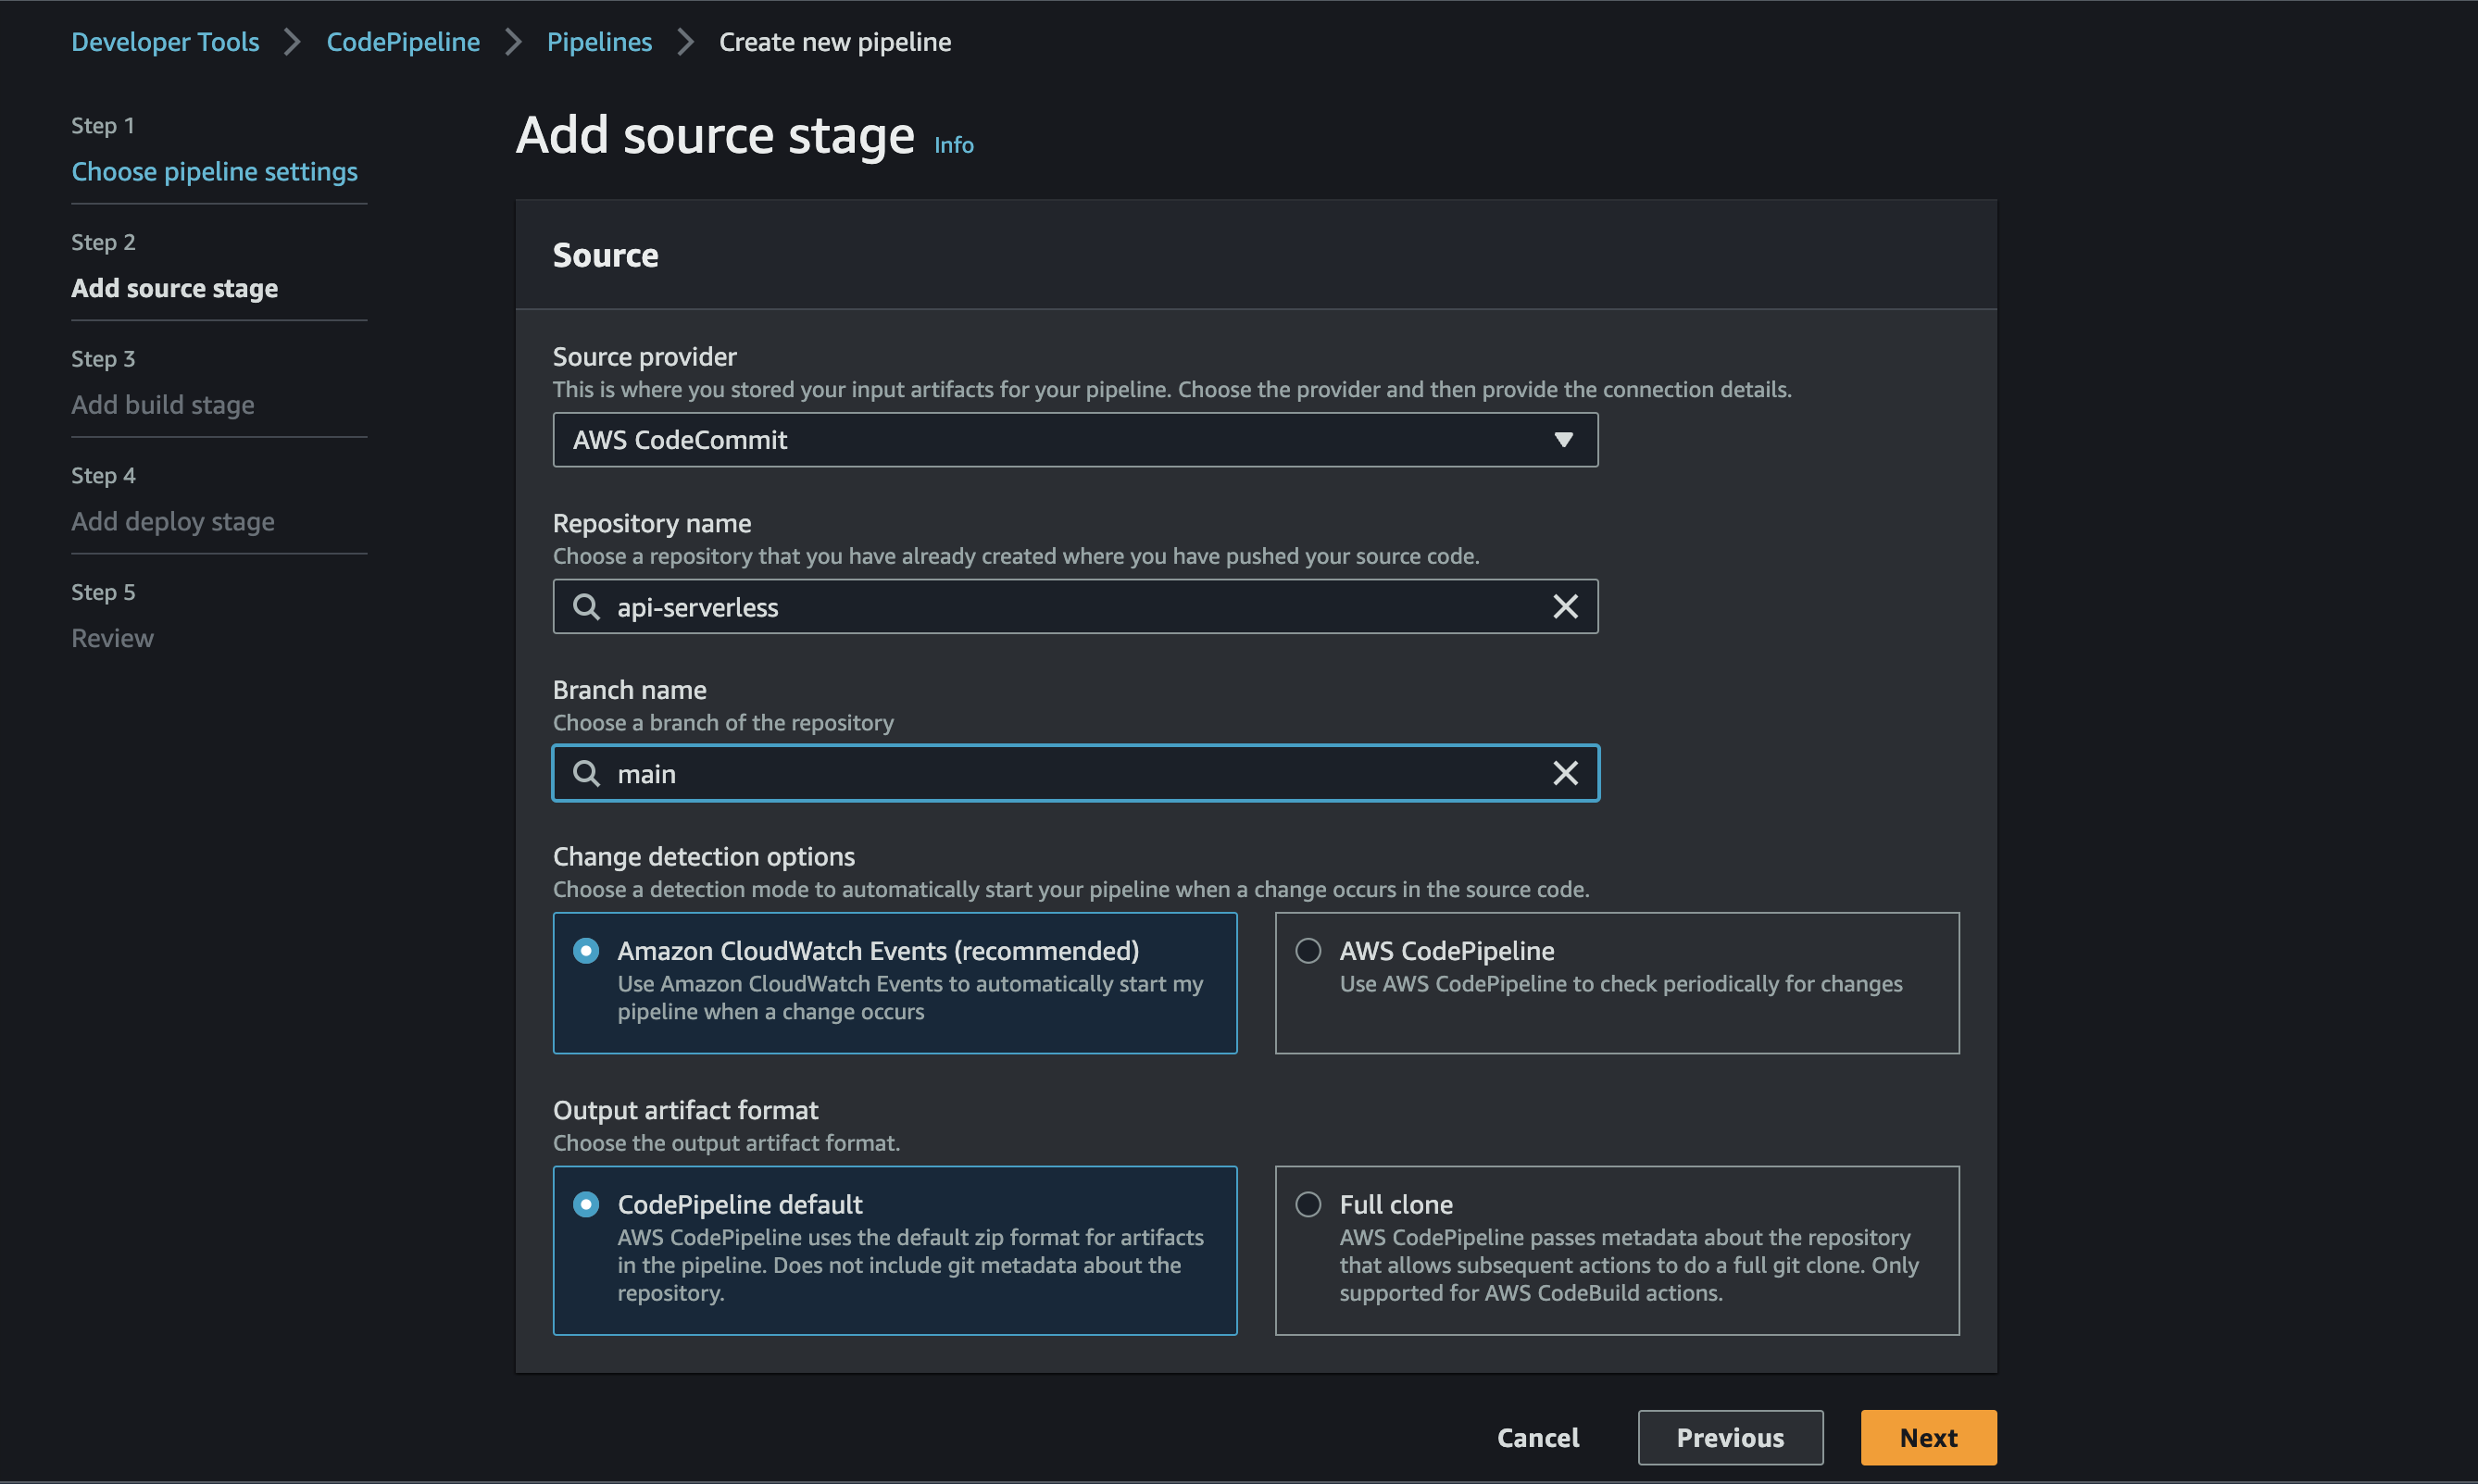 Developer Tools > CodePipeline > Pipelines > Create new pipeline
Step 1
Choose pipeline settings
Step 2
Add source stage
Step 3
Add build stage
Step 4
Add deploy stage
Step 5
Review
Add source stage Info
Source
Source provider
This is where you stored your input artifacts for your pipeline. Choose the provider and then provide the connection details.
AWS CodeCommit
Repository name
Choose a repository that you have already created where you have pushed your source code.
api-serverless
Branch name
Choose a branch of the repository
main
Change detection options
Choose a detection mode to automatically start your pipeline when a change occurs in the source code.
Amazon CloudWatch Events (recommended)
Use Amazon CloudWatch Events to automatically start my
pipeline when a change occurs
AWS CodePipeline
Use AWS CodePipeline to check periodically for changes
Output artifact format
Choose the output artifact format.
CodePipeline default
AWS CodePipeline uses the default zip format for artifacts
in the pipeline. Does not include git metadata about the
repository.
Full clone
AWS CodePipeline passes metadata about the repository
that allows subsequent actions to do a full git clone. Only
supported for AWS CodeBuild actions.
Cancel
Previous
Next